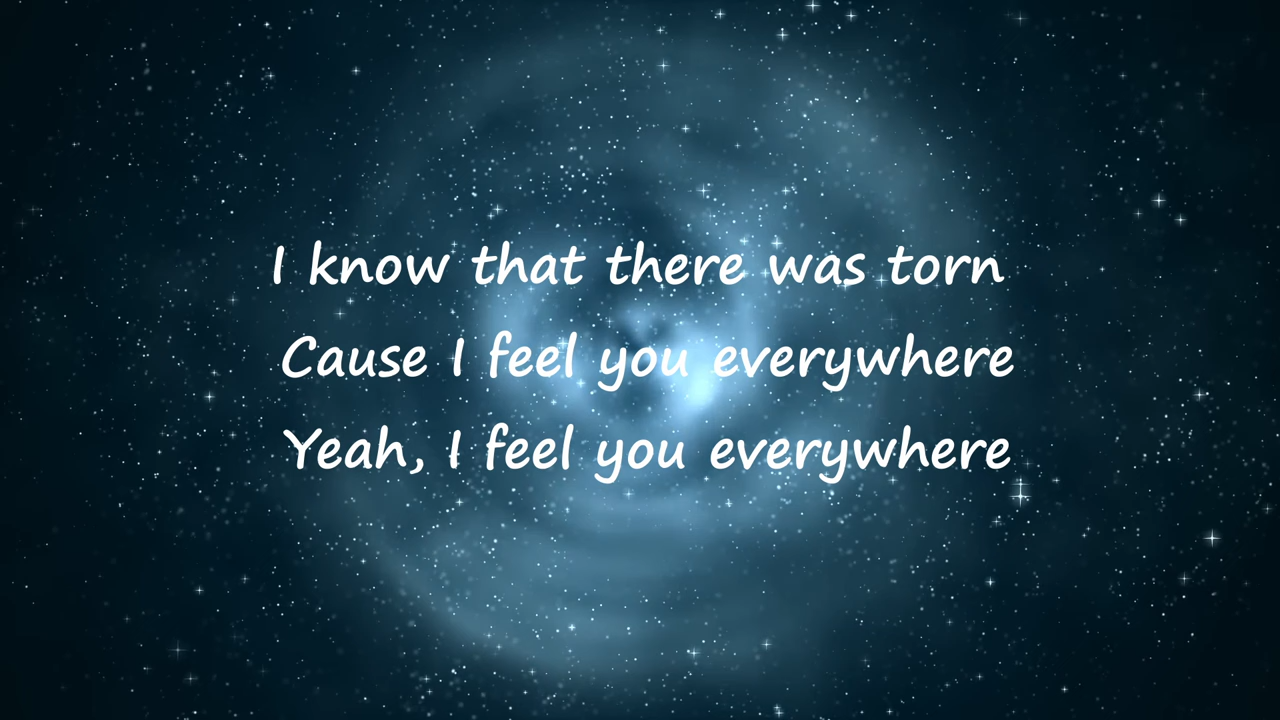 I know that there was torn
Cause I feel you everywhere
Yeah, I feel you everywhere